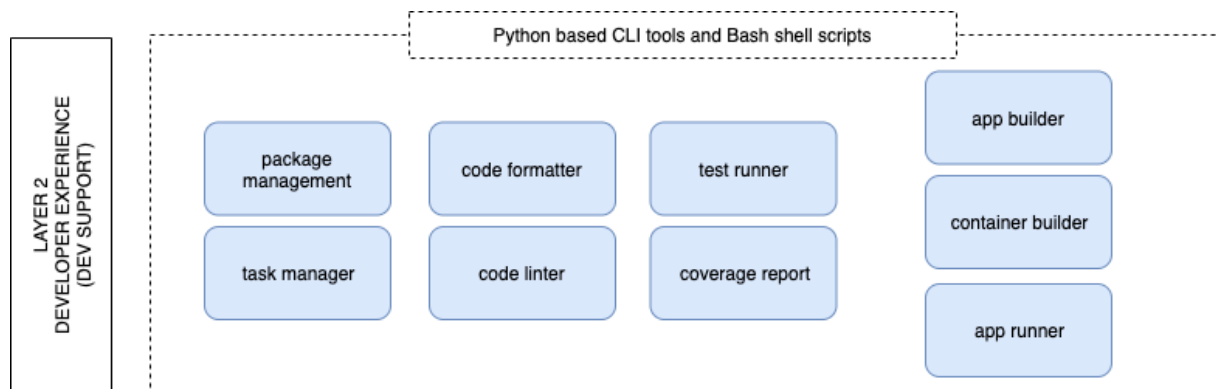 Python based CLI tools and Bash shell scripts
LAYER 2
DEVELOPER EXPERIENCE
(DEV SUPPORT)
package
management
code formatter
test runner
app builder
task manager
code linter
coverage report
container builder
app runner